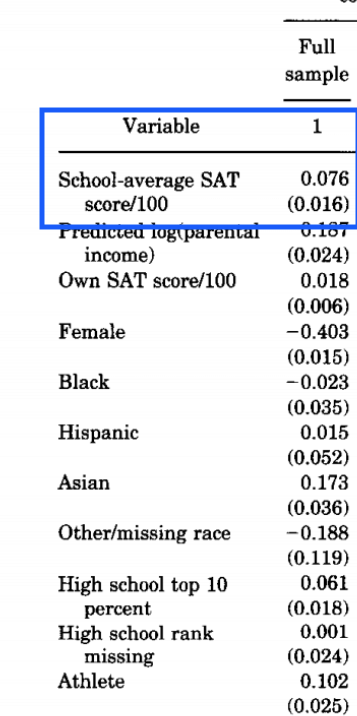 Full
sample
Variable 1
School-average SAT 0.076
score/100 (0.016)
Predicted log(parental 0.187
income) (0.024)
Own SAT score/100 0.018
(0.006)
Female −0.403
(0.015)
Black −0.023
(0.035)
Hispanic 0.015
(0.052)
Asian 0.173
(0.036)
Other/missing race −0.188
(0.119)
High school top 10 0.061
percent (0.018)
High school rank 0.001
missing (0.024)
Athlete 0.102
(0.025)